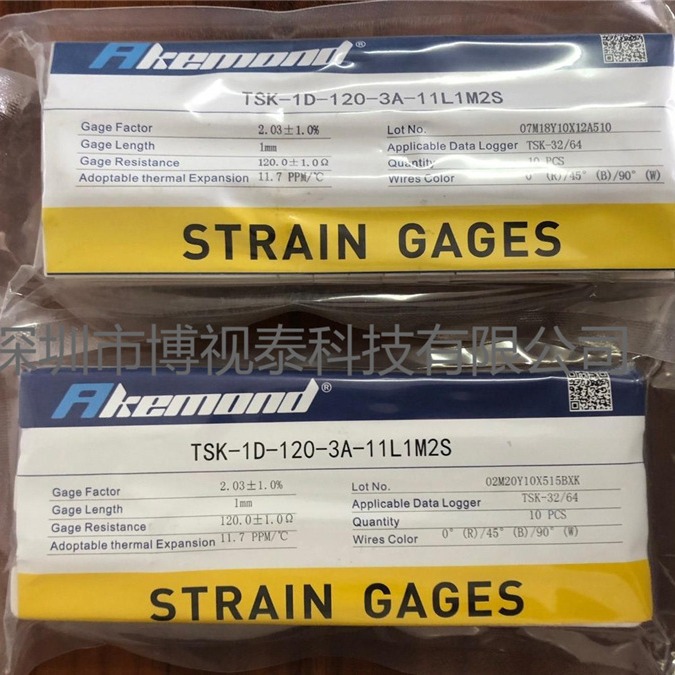 Akemond®
TSK-1D-120-3A-11L1M2S
Gage Factor 2.03±1.0% Lot No. 07M18Y10X12A510
Gage Length 1mm Applicable Data Logger TSK-32/64
Gage Resistance 120.0±1.0Ω Quantity 10 PCS
Adoptable thermal Expansion 11.7 PPM/℃ Wires Color 0° (R)/45° (B)/90° (W)
STRAIN GAGES
深圳市博视泰科技有限公司
Akemond®
TSK-1D-120-3A-11L1M2S
Gage Factor 2.03±1.0% Lot No. 02M20Y10X515BXK
Gage Length 1mm Applicable Data Logger TSK-32/64
Gage Resistance 120.0±1.0Ω Quantity 10 PCS
Adoptable thermal Expansion 11.7 PPM/℃ Wires Color 0° (R)/45° (B)/90° (W)
STRAIN GAGES